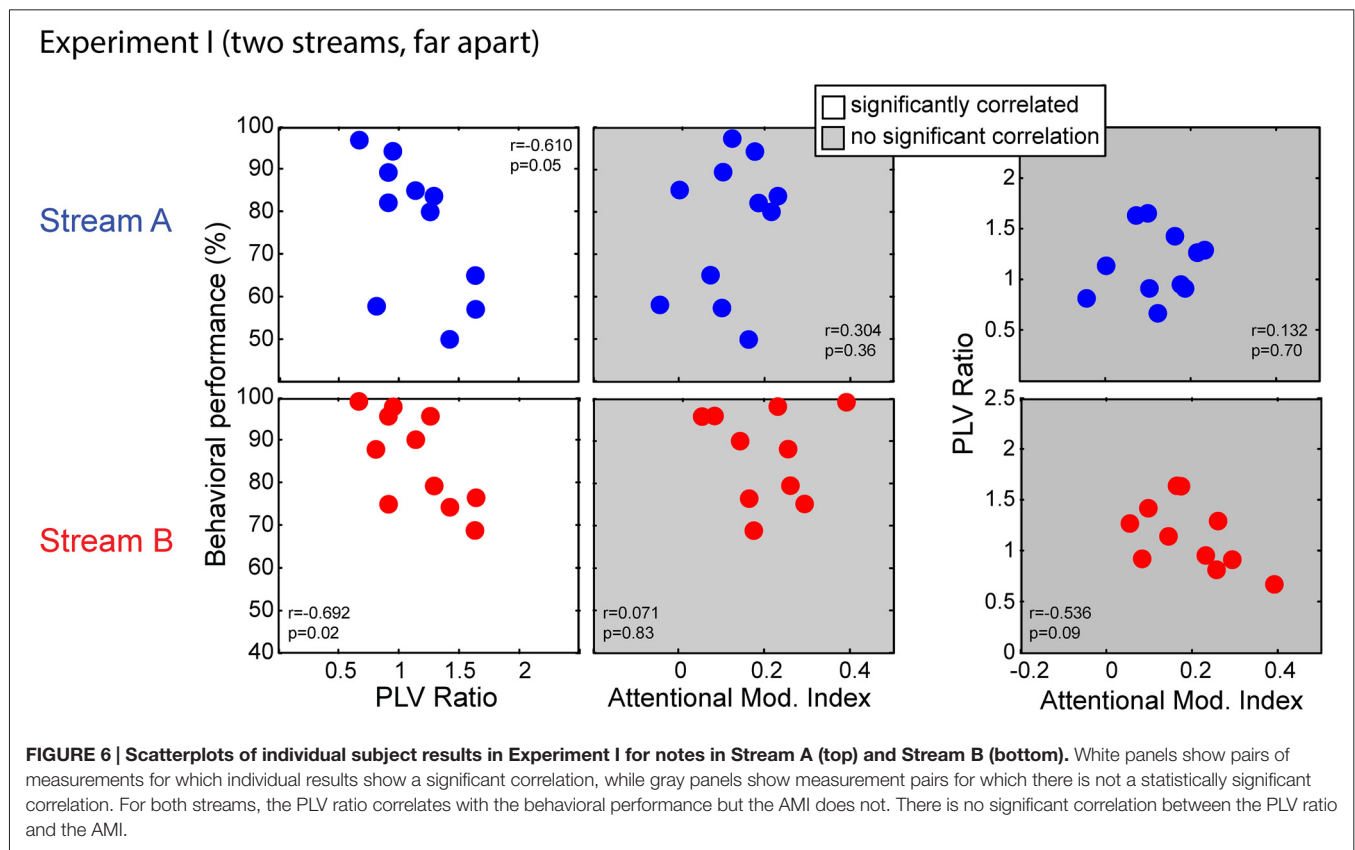 Experiment I (two streams, far apart)
significantly correlated
no significant correlation
Stream A
Stream B
Behavioral performance (%)
100
90
80
70
60
50
r=-0.610
p=0.05
r=0.304
p=0.36
PLV Ratio
2
1.5
1
0.5
r=0.132
p=0.70
100
90
80
70
60
50
40
r=-0.692
p=0.02
0.5 1 1.5 2
PLV Ratio
r=0.071
p=0.83
0 0.2 0.4
Attentional Mod. Index
2.5
2
1.5
1
0.5
0
r=-0.536
p=0.09
-0.2 0 0.2 0.4
Attentional Mod. Index
FIGURE 6 | Scatterplots of individual subject results in Experiment I for notes in Stream A (top) and Stream B (bottom). White panels show pairs of
measurements for which individual results show a significant correlation, while gray panels show measurement pairs for which there is not a statistically significant
correlation. For both streams, the PLV ratio correlates with the behavioral performance but the AMI does not. There is no significant correlation between the PLV ratio
and the AMI.